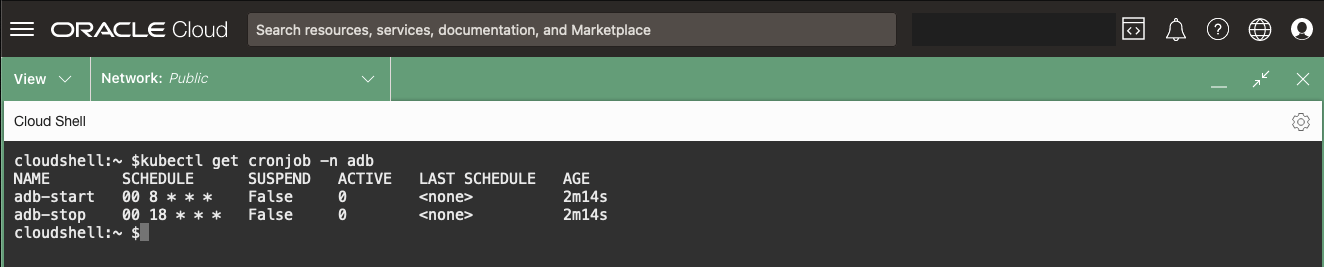 ORACLE Cloud
Search resources, services, documentation, and Marketplace
View
Network: Public
Cloud Shell
cloudshell:~ $kubectl get cronjob -n adb
NAME SCHEDULE SUSPEND ACTIVE LAST SCHEDULE AGE
adb-start 00 8 * * * False 0 <none> 2m14s
adb-stop 00 18 * * * False 0 <none> 2m14s
cloudshell:~ $